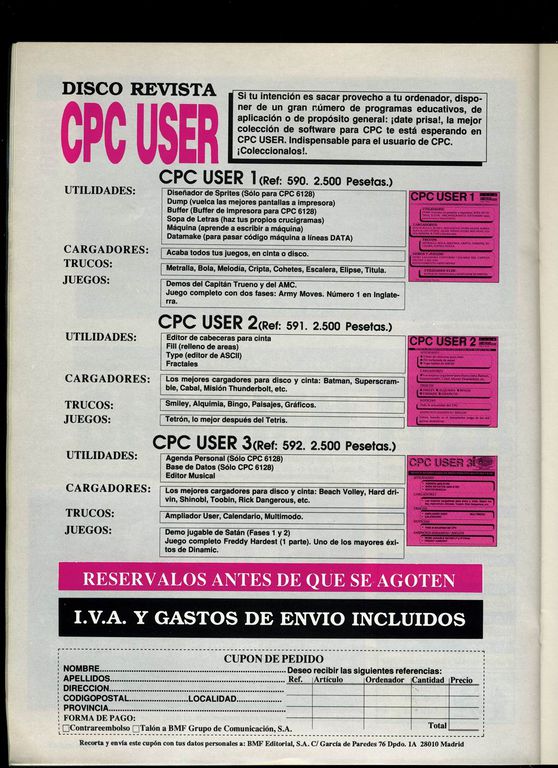 DISCO REVISTA
CPC USER
Si tu intención es sacar provecho a tu ordenador, dispo-
ner de un gran número de programas educativos, de
aplicación o de propósito general: ¡date prisa!, la mejor
colección de software para CPC te está esperando en
CPC USER. Indispensable para el usuario de CPC.
¡Coleccionalos!.
CPC USER 1(Ref: 590. 2.500 Pesetas.)
UTILIDADES:
Diseñador de Sprites (Sólo para CPC 6128)
Dump (vuelca las mejores pantallas a impresora)
Buffer (Buffer de impresora para CPC 6128)
Sopa de Letras (haz tus propios crucigramas)
Máquina (aprende a escribir a máquina)
Datamake (para pasar código máquina a líneas DATA)
CARGADORES:
Acaba todos tus juegos, en cinta o disco.
TRUCOS:
Metralla, Bola, Melodía, Cripta, Cohetes, Escalera, Elipse, Titula.
JUEGOS:
Demos del Capitán Trueno y del AMC.
Juego completo con dos fases: Army Moves. Número 1 en Inglate-
rra.
CPC USER 1
CPC USER 2(Ref: 591. 2.500 Pesetas.)
UTILIDADES:
Editor de cabeceras para cinta
Fill (relleno de areas)
Type (editor de ASCII)
Fractales
CARGADORES:
Los mejores cargadores para disco y cinta: Batman, Superscram-
ble, Cabal, Misión Thunderbolt, etc.
TRUCOS:
Smiley, Alquimia, Bingo, Paisajes, Gráficos.
JUEGOS:
Tetrón, lo mejor después del Tetris.
CPC USER 2
CPC USER 3(Ref: 592. 2.500 Pesetas.)
UTILIDADES:
Agenda Personal (Sólo CPC 6128)
Base de Datos (Sólo CPC 6128)
Editor Musical
CARGADORES:
Los mejores cargadores para disco y cinta: Beach Volley, Hard dri-
vin, Shinobi, Toobin, Rick Dangerous, etc.
TRUCOS:
Ampliador User, Calendario, Multimodo.
JUEGOS:
Demo jugable de Satán (Fases 1 y 2)
Juego completo Freddy Hardest (1 parte). Uno de los mayores éxi-
tos de Dinamic.
CPC USER 3
RESERVALOS ANTES DE QUE SE AGOTEN
I.V.A. Y GASTOS DE ENVIO INCLUIDOS
CUPON DE PEDIDO
NOMBRE
APELLIDOS
DIRECCION
CODIGOPOSTAL LOCALIDAD
PROVINCIA
FORMA DE PAGO:
Contrareembolso Talón a BMF Grupo de Comunicación, S.A.
Deseo recibir las siguientes referencias:
Ref. Artículo Ordenador Cantidad Precio
Total
Recorta y envía este cupón con tus datos personales a: BMF Editorial, S.A. C/ García de Paredes 76 Dpdo. 1A 28010 Madrid